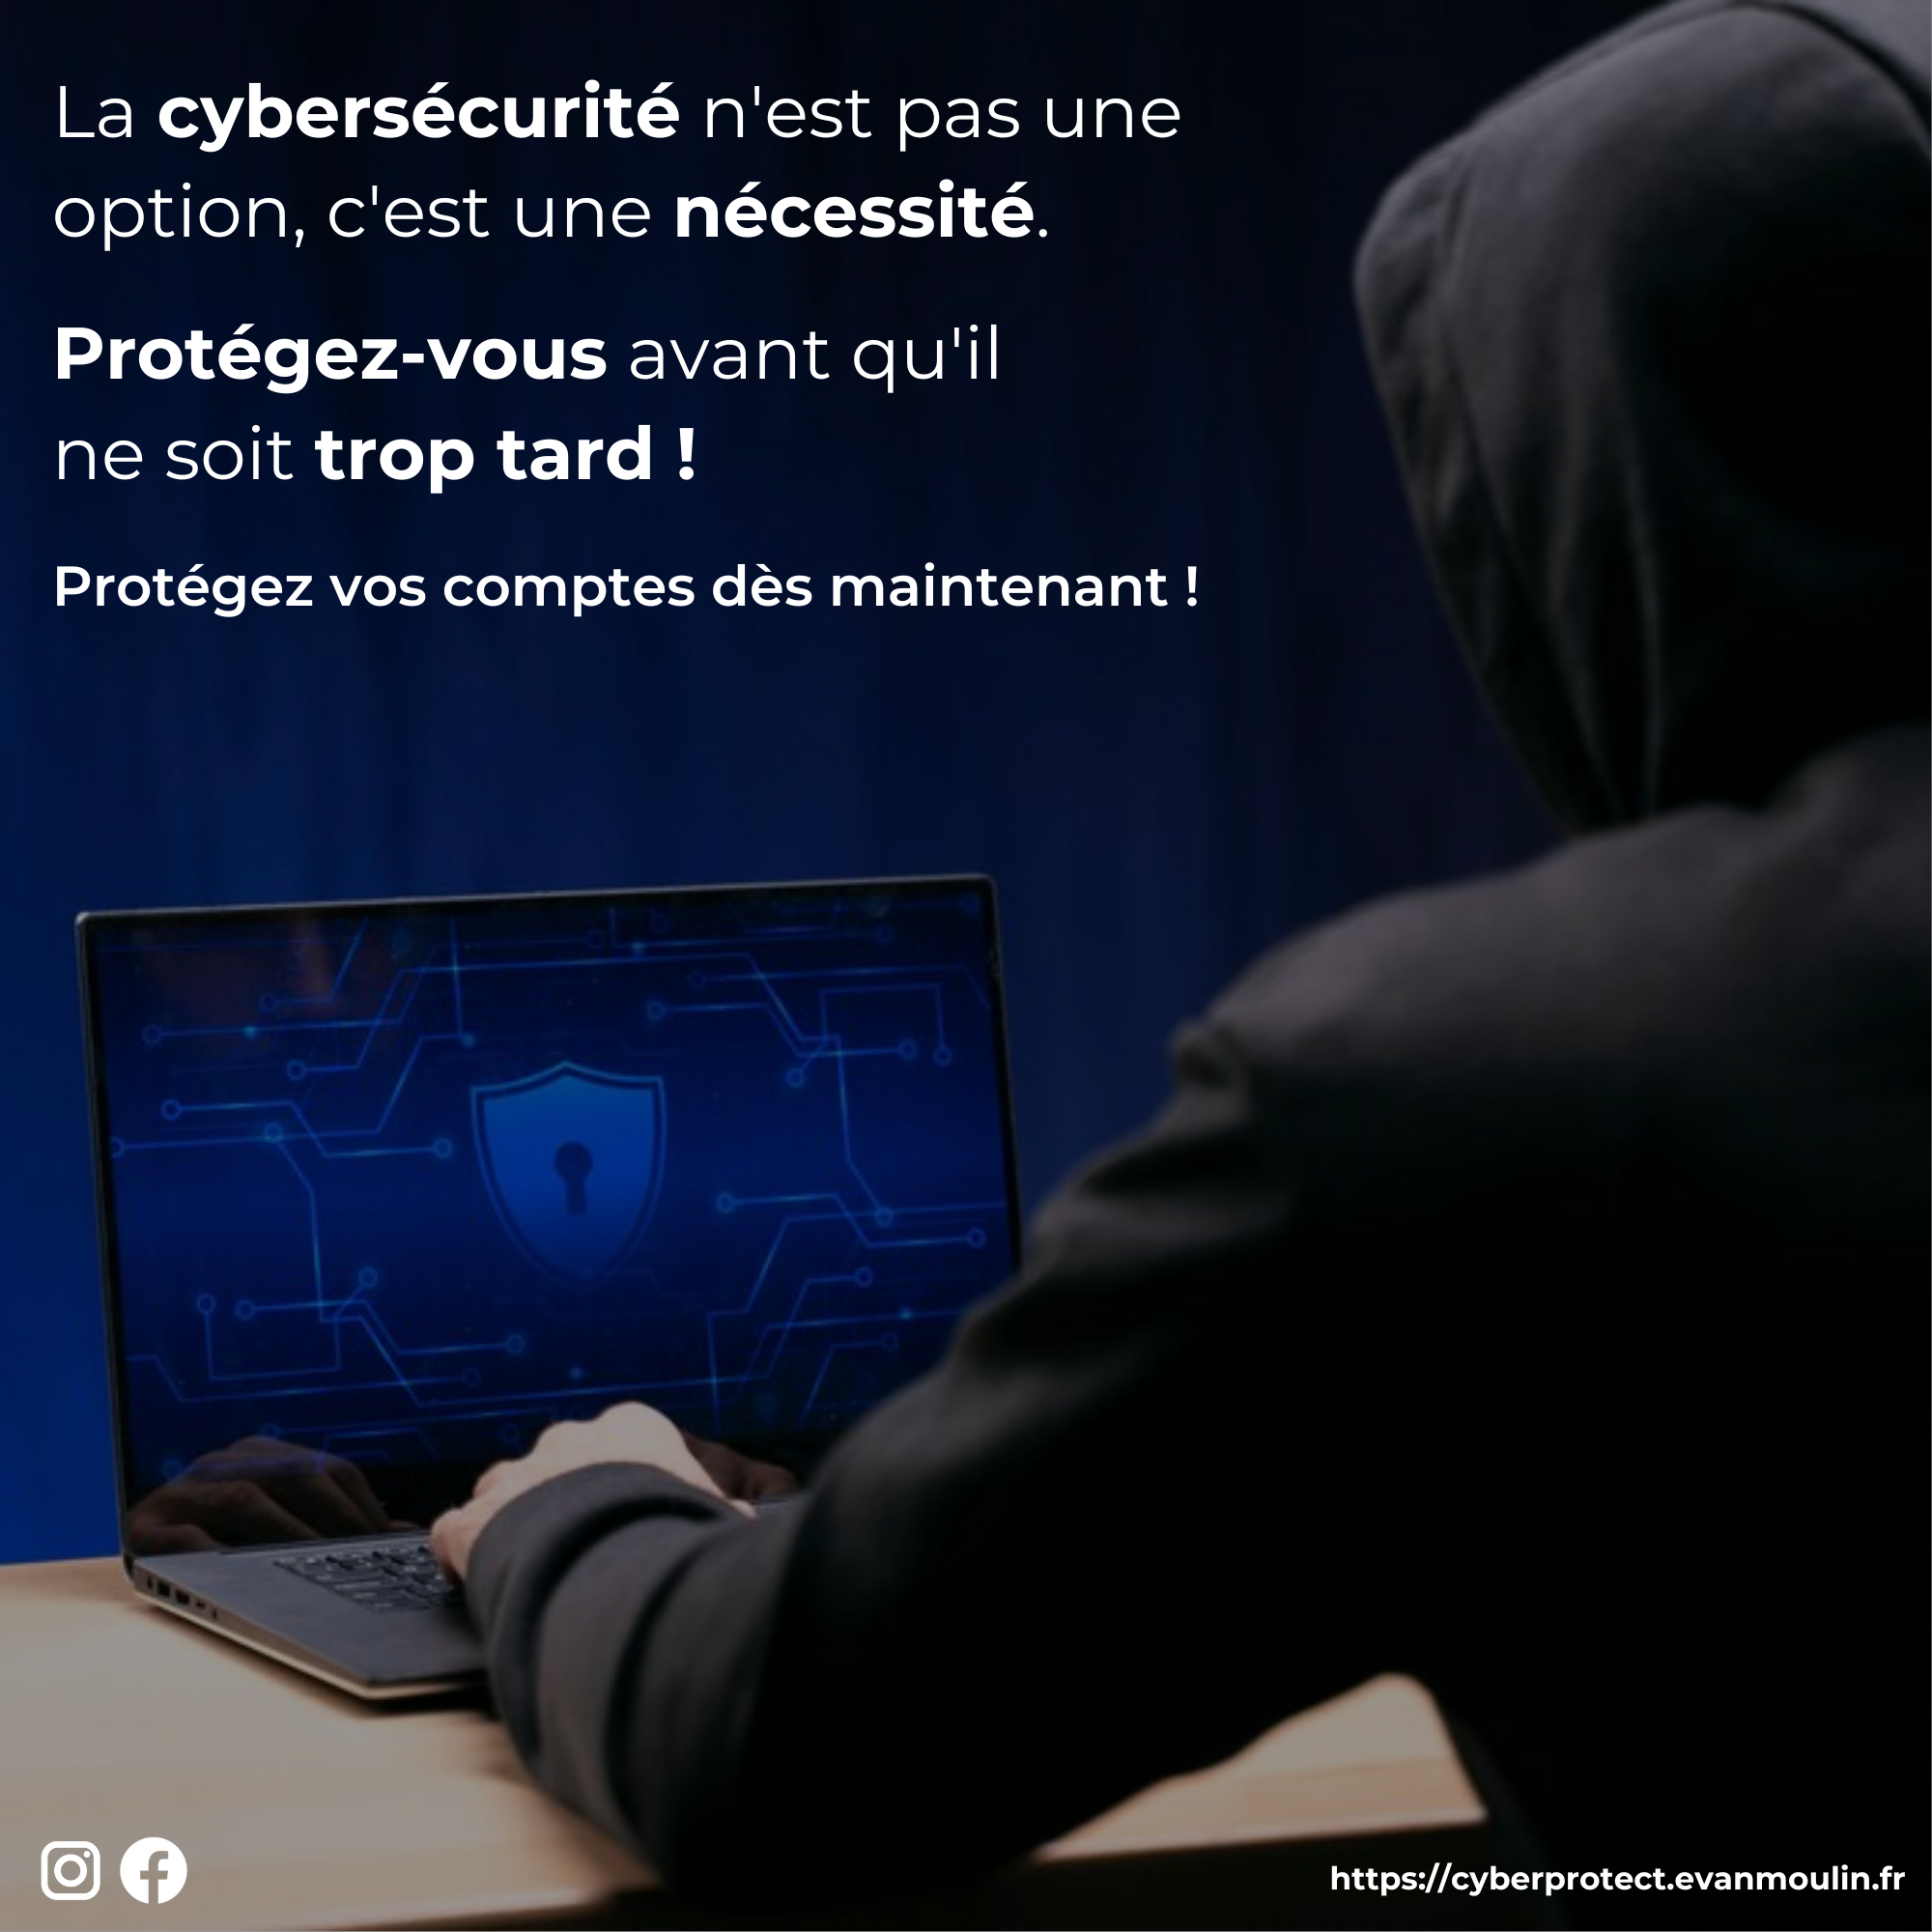 La cybersécurité n'est pas une
option, c'est une nécessité.
Protégez-vous avant qu'il
ne soit trop tard !
Protégez vos comptes dès maintenant !
https://cyberprotect.evanmoulin.fr